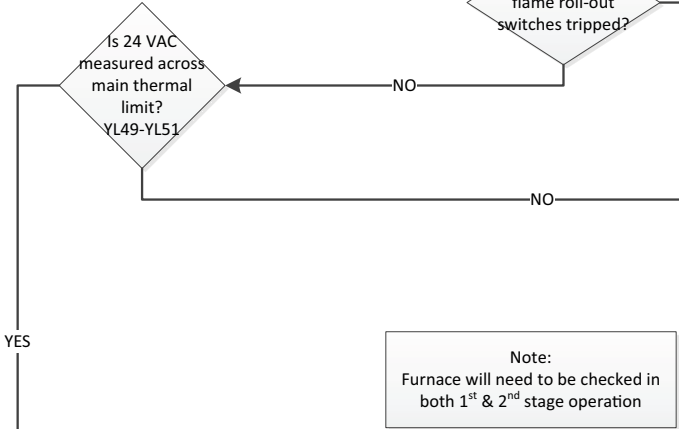 flame roll-out
switches tripped?
Is 24 VAC
measured across
main thermal
limit?
YL49-YL51
NO
NO
YES
Note:
Furnace will need to be checked in
both 1st & 2nd stage operation